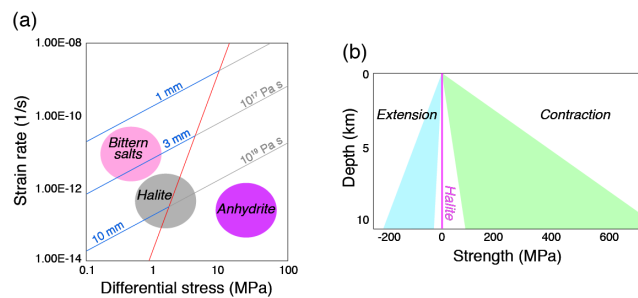 (a)
1.00E-08
1.00E-10
1.00E-12
1.00E-14
Strain rate (1/s)
1 mm
3 mm
10 mm
10¹⁷ Pa s
10¹⁹ Pa s
Bittern
salts
Halite
Anhydrite
0.1
1
10
100
Differential stress (MPa)
(b)
0
5
10
Depth (km)
Extension
Contraction
Halite
-200
0
200
400
600
Strength (MPa)